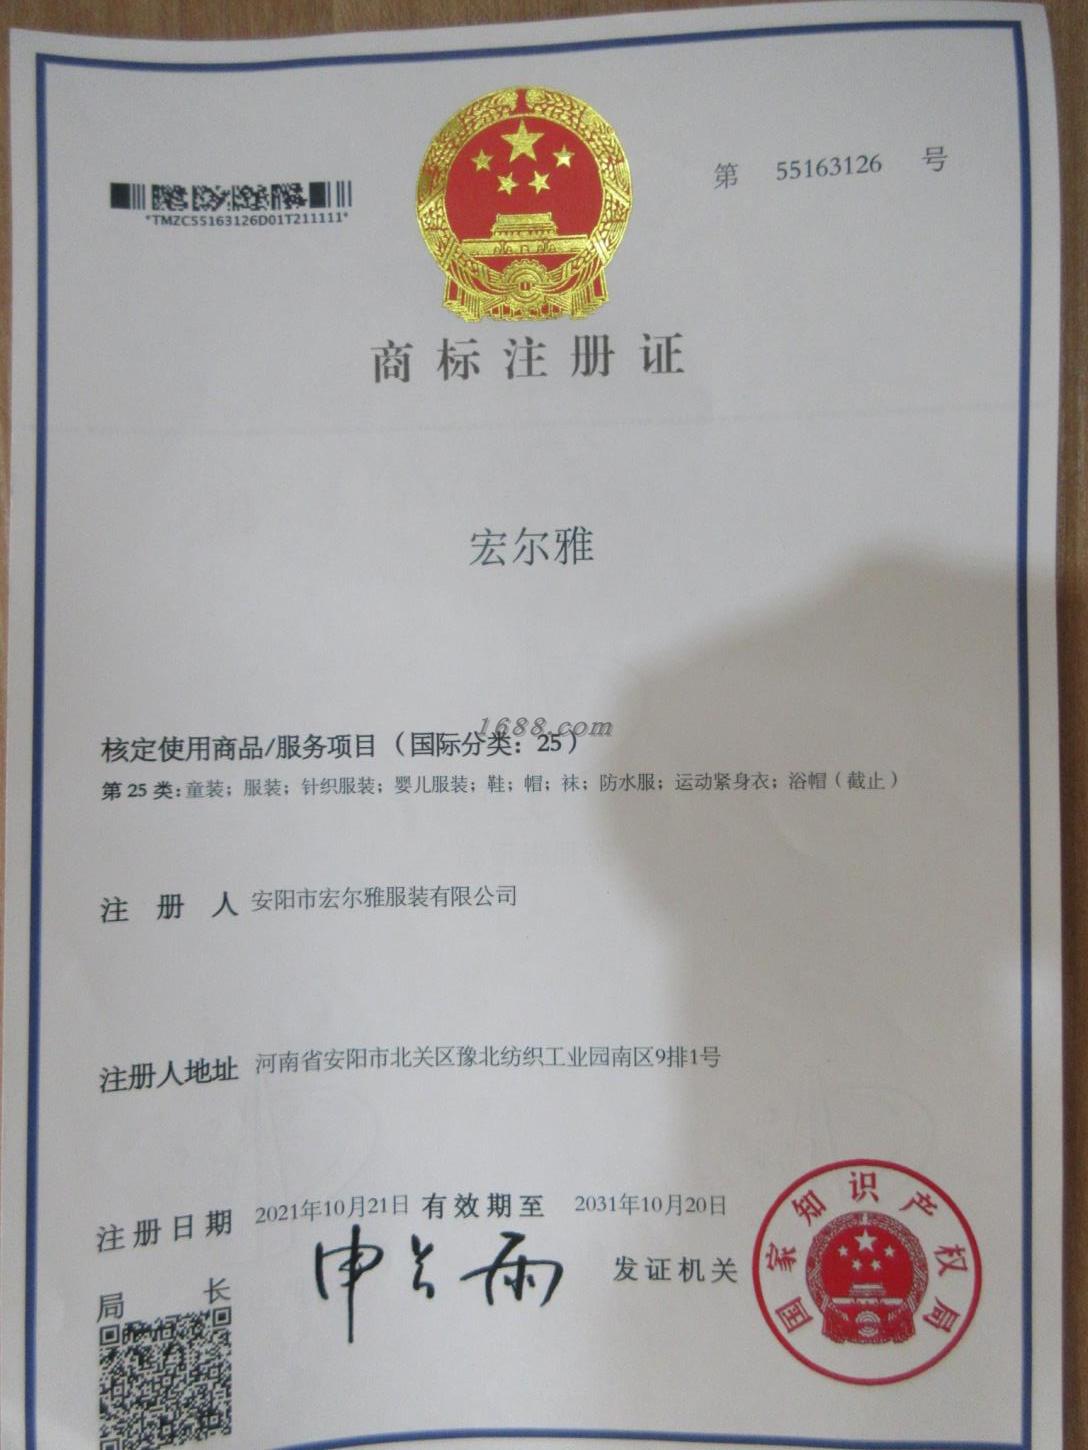 第 55163126 号
*TMZC55163126D01T211111*
商标注册证
宏尔雅
1688.com
核定使用商品/服务项目（国际分类：25）
第25类：童装；服装；针织服装；婴儿服装；鞋；帽；袜；防水服；运动紧身衣；浴帽（截止）
注册人 安阳市宏尔雅服装有限公司
注册人地址 河南省安阳市北关区豫北纺织工业园南区9排1号
注册日期 2021年10月21日 有效期至 2031年10月20日
局长 申长雨 发证机关
国家知识产权局